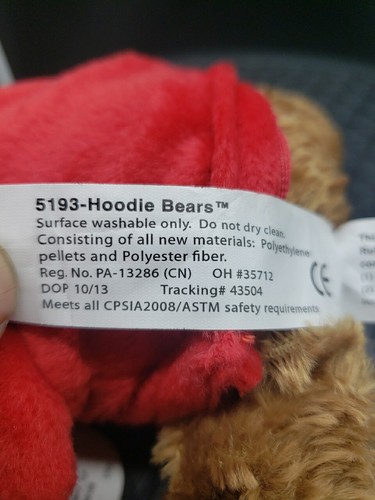 5193-Hoodie Bears™
Surface washable only. Do not dry clean.
Consisting of all new materials: Polyethylene
pellets and Polyester fiber.
Reg. No. PA-13286 (CN) OH #35712
DOP 10/13 Tracking# 43504
Meets all CPSIA2008/ASTM safety requirements
CE